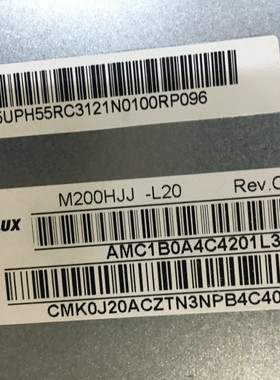 5UPH55RC3121N0100RP096
M200HJJ -L20
Rev.C
UX
AMC1B0A4C4201L3
CMK0J20ACZTN3NPB4C40